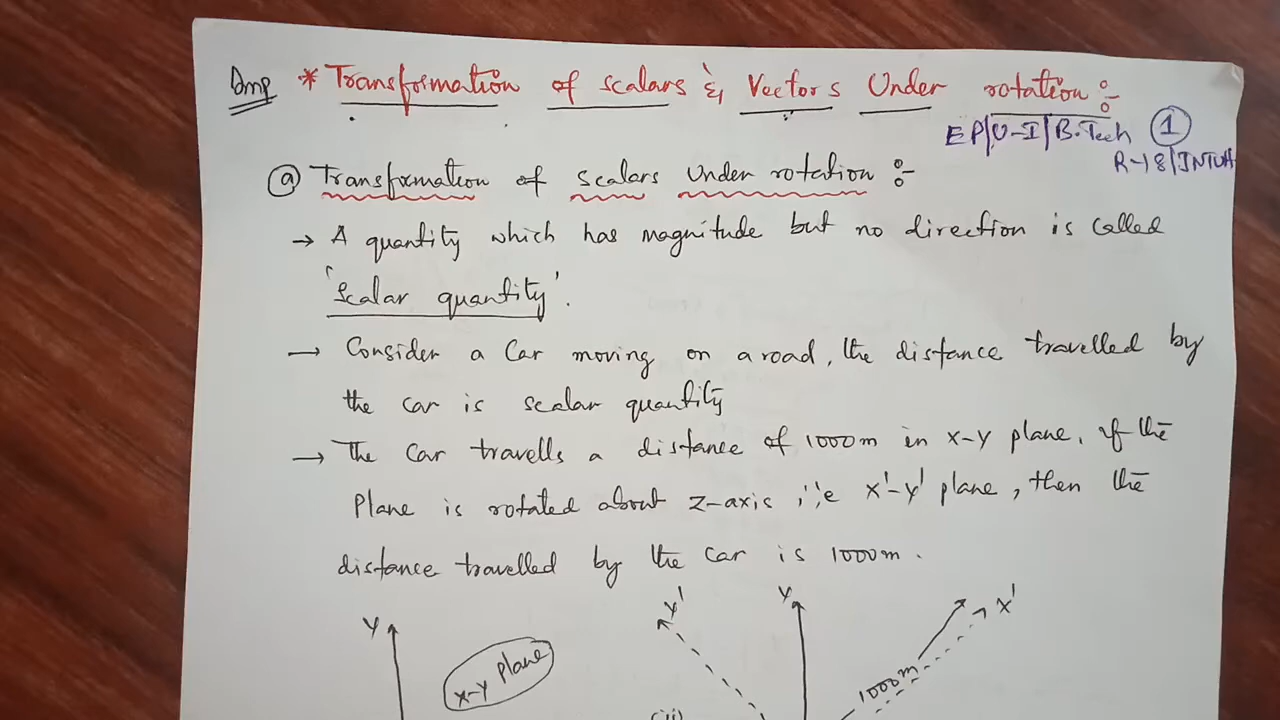 Imp * Transformation of scalars & Vectors Under rotation :-
EP/U-I/B.Tech 1
R-18/JNTUH
a Transformation of scalars Under rotation :-
→ A quantity which has magnitude but no direction is called
'scalar quantity'.
→ Consider a car moving on a road, the distance travelled by
the car is scalar quantity
→ The car travells a distance of 1000m in x-y plane, if the
Plane is rotated about z-axis i;e x'-y' plane, then the
distance travelled by the car is 1000m.
Y
x-y plane
Y'
Y
X'
1000m
(ii)